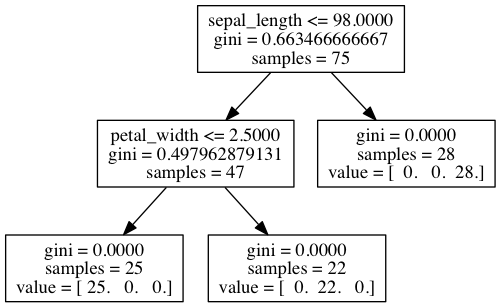 sepal_length <= 98.0000
gini = 0.663466666667
samples = 75
petal_width <= 2.5000
gini = 0.497962879131
samples = 47
gini = 0.0000
samples = 28
value = [  0.   0.  28.]
gini = 0.0000
samples = 25
value = [ 25.   0.   0.]
gini = 0.0000
samples = 22
value = [  0.  22.   0.]